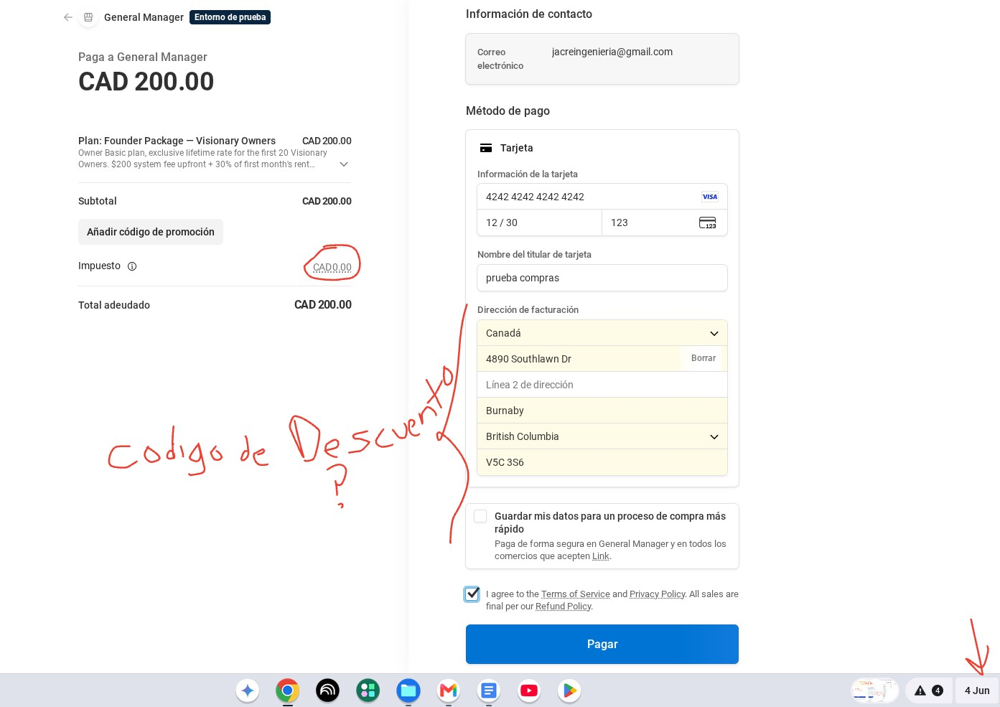 General Manager Entorno de prueba
Paga a General Manager
CAD 200.00
Plan: Founder Package — Visionary Owners CAD 200.00
Owner Basic plan, exclusive lifetime rate for the first 20 Visionary
Owners. $200 system fee upfront + 30% of first month's rent...
Subtotal CAD 200.00
Añadir código de promoción
Impuesto CAD 0.00
Total adeudado CAD 200.00
codigo de Descuento
?
Información de contacto
Correo jacreingenieria@gmail.com
electrónico
Método de pago
Tarjeta
Información de la tarjeta
4242 4242 4242 4242 VISA
12 / 30 123 123
Nombre del titular de tarjeta
prueba compras
Dirección de facturación
Canadá
4890 Southlawn Dr Borrar
Línea 2 de dirección
Burnaby
British Columbia
V5C 3S6
Guardar mis datos para un proceso de compra más
rápido
Paga de forma segura en General Manager y en todos los
comercios que acepten Link.
I agree to the Terms of Service and Privacy Policy. All sales are
final per our Refund Policy.
Pagar
4 4 Jun